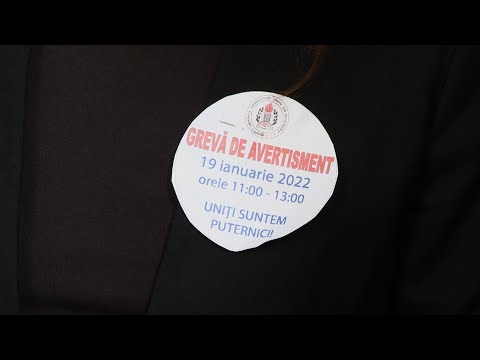 GREVĂ DE AVERTISMENT
19 ianuarie 2022
orele 11:00 - 13:00
UNIȚI SUNTEM
PUTERNICI!